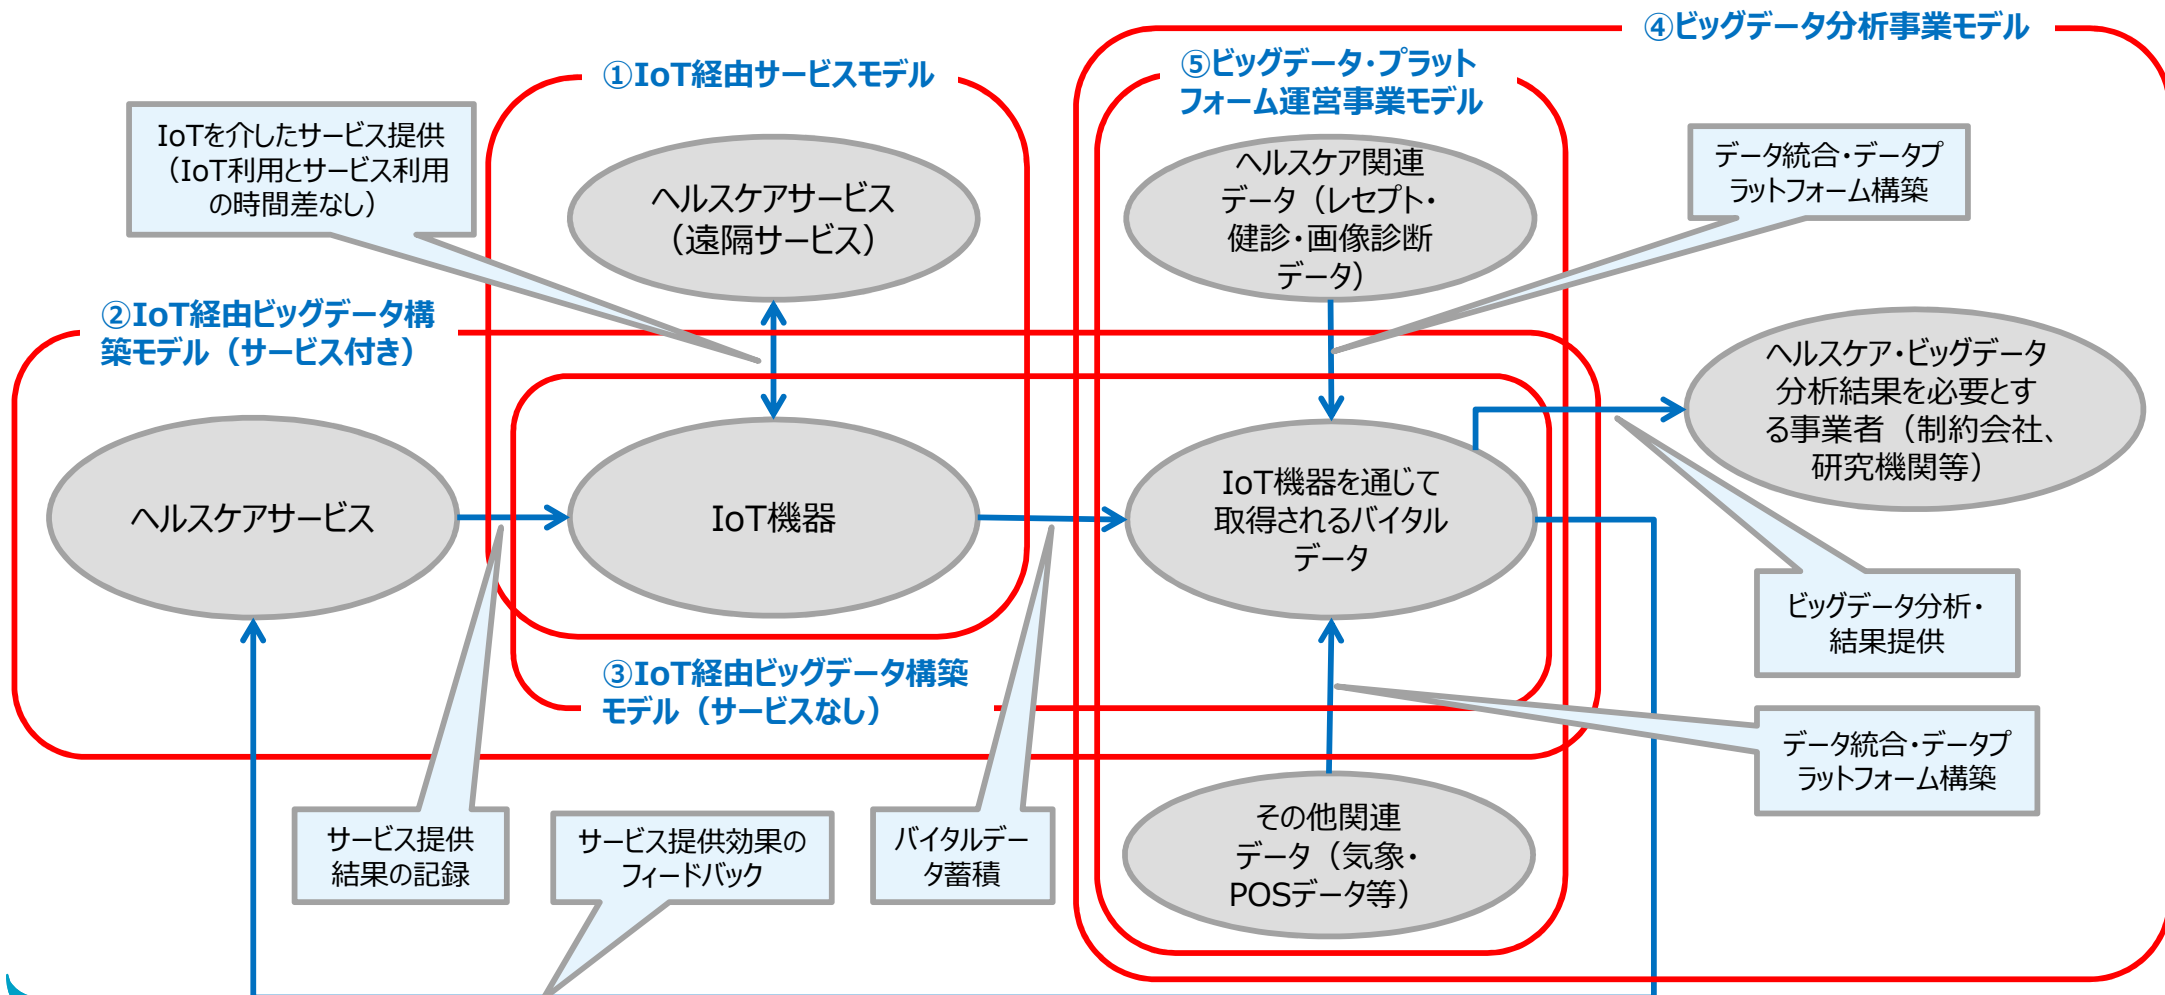 ④ビッグデータ分析事業モデル
①IoT経由サービスモデル
⑤ビッグデータ・プラット
フォーム運営事業モデル
IoTを介したサービス提供
（IoT利用とサービス利用
の時間差なし）
ヘルスケアサービス
（遠隔サービス）
ヘルスケア関連
データ（レセプト・
健診・画像診断
データ）
データ統合・データプ
ラットフォーム構築
②IoT経由ビッグデータ構
築モデル（サービス付き）
ヘルスケア・ビッグデータ
分析結果を必要とす
る事業者（制約会社、
研究機関等）
ヘルスケアサービス
IoT機器
IoT機器を通じて
取得されるバイタル
データ
ビッグデータ分析・
結果提供
③IoT経由ビッグデータ構築
モデル（サービスなし）
データ統合・データプ
ラットフォーム構築
サービス提供
結果の記録
サービス提供効果の
フィードバック
バイタルデー
タ蓄積
その他関連
データ（気象・
POSデータ等）